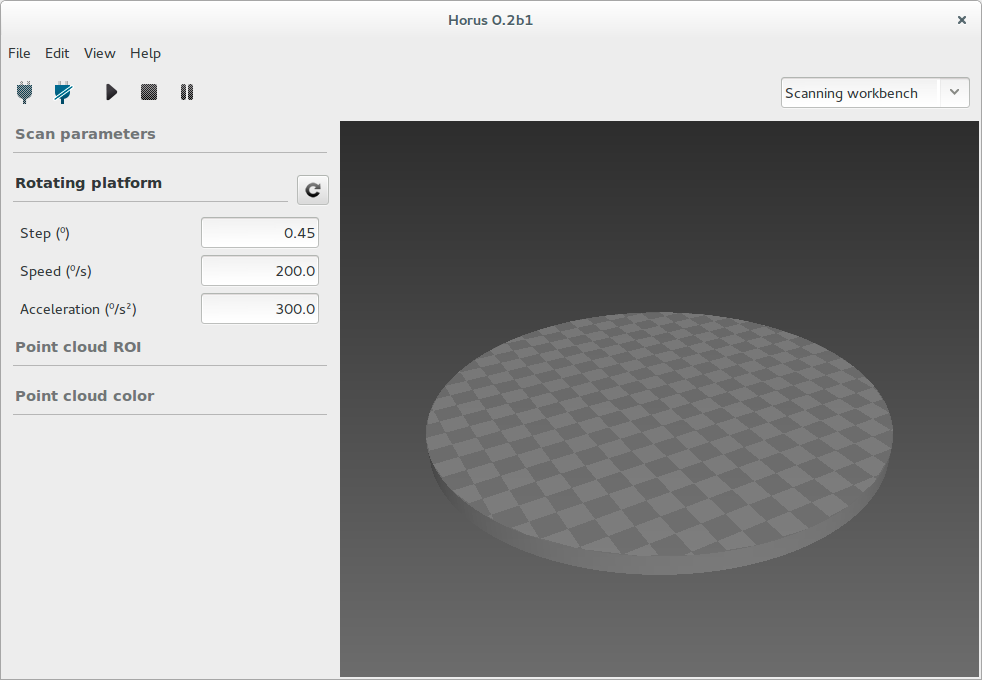 Horus 0.2b1
File Edit View Help
Scanning workbench
Scan parameters
Rotating platform
Step (º) 0.45
Speed (º/s) 200.0
Acceleration (º/s²) 300.0
Point cloud ROI
Point cloud color